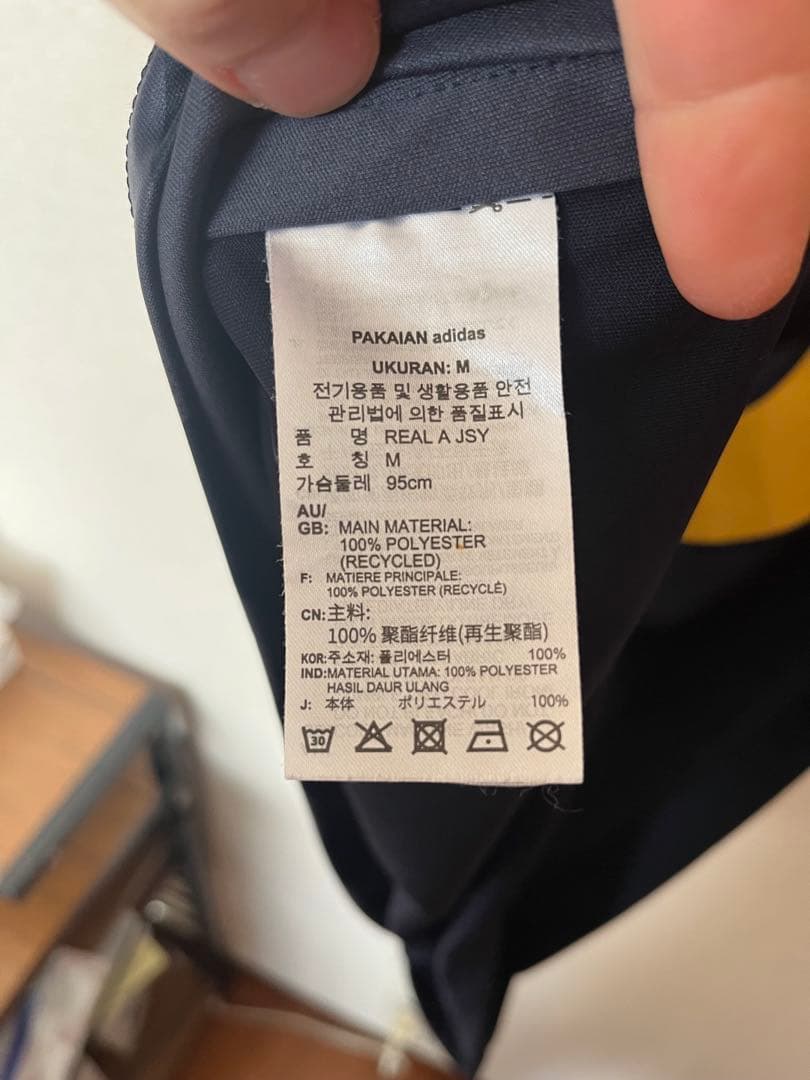 PAKAIAN adidas
UKURAN: M
전기용품 및 생활용품 안전
관리법에 의한 품질표시
품 명 REAL A JSY
호 칭 M
가슴둘레 95cm
AU/
GB: MAIN MATERIAL:
100% POLYESTER
(RECYCLED)
F: MATIERE PRINCIPALE:
100% POLYESTER (RECYCLÉ)
CN:主料:
100% 聚酯纤维(再生聚酯)
KOR:주소재: 폴리에스터 100%
IND:MATERIAL UTAMA: 100% POLYESTER
HASIL DAUR ULANG
J: 本体 ポリエステル 100%
30